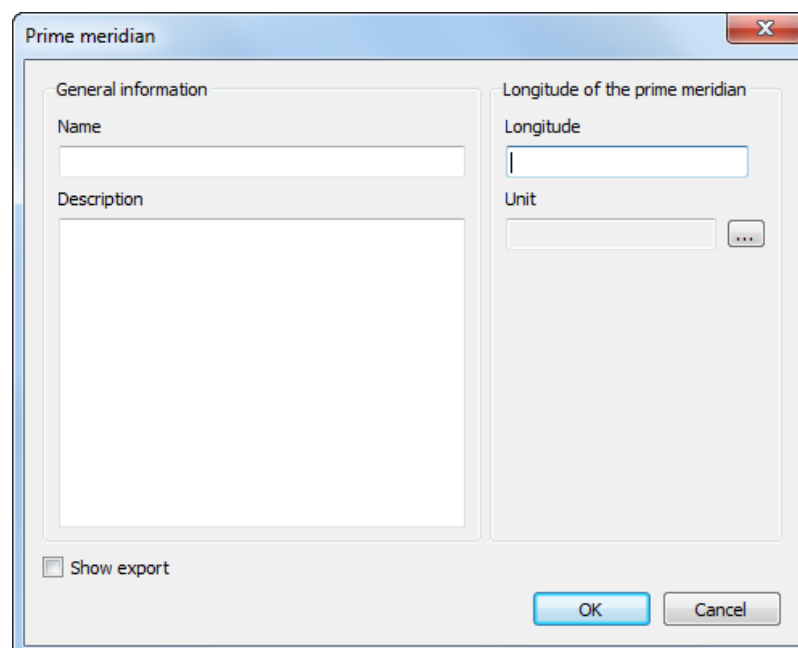 Prime meridian
General information
Name
Description
Longitude of the prime meridian
Longitude
Unit
...
Show export
OK
Cancel